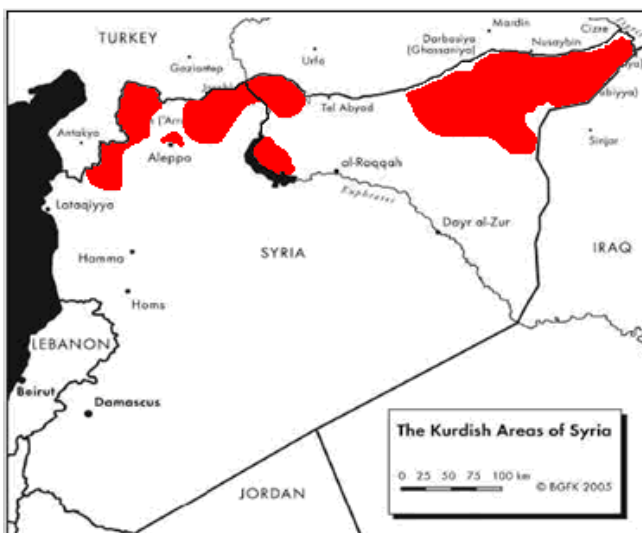 Mardin
Cizre
TURKEY
Darbasiya
(Ghassaniya)
Nusaybin
Gaziantep
Urfa
Tel Abyad
Antakya
Aleppo
Sinjar
al-Raqqah
Lataqiyya
Euphrates
Dayr al-Zur
Hamma
SYRIA
IRAQ
Homs
LEBANON
Beirut
Damascus
The Kurdish Areas of Syria
0 25 50 75 100 km
© BGFK 2005
JORDAN